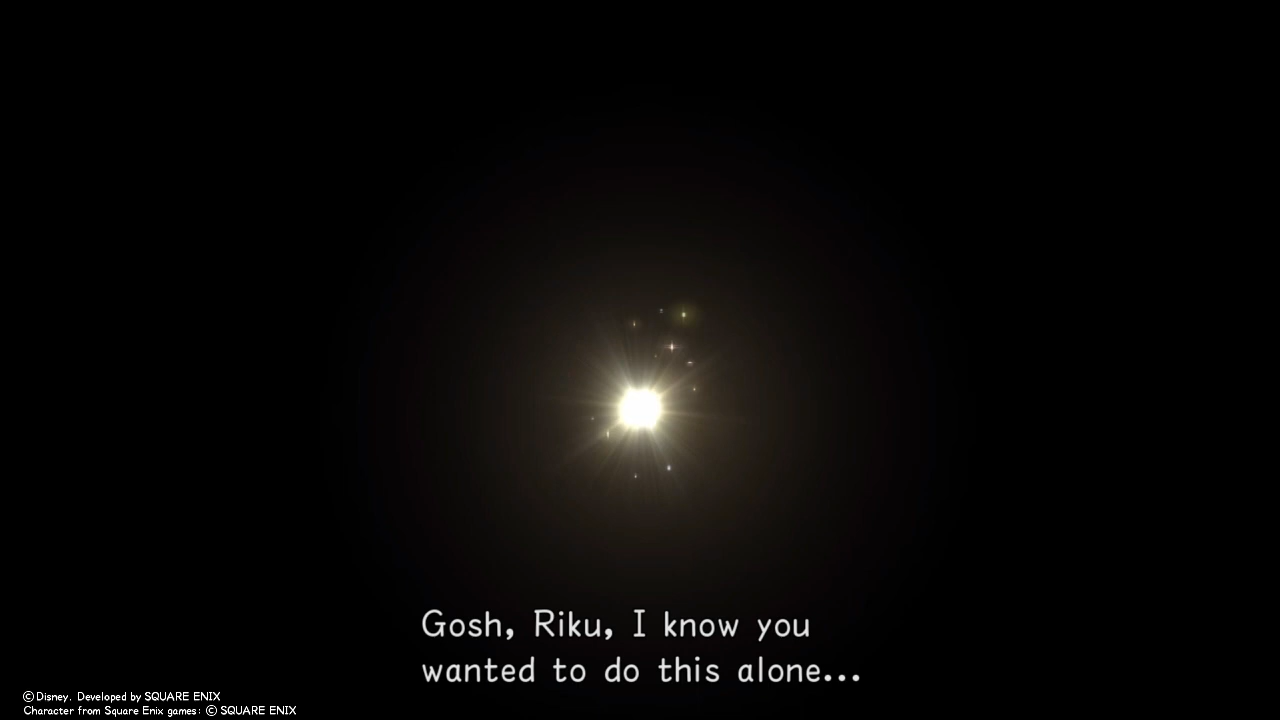 Gosh, Riku, I know you
wanted to do this alone...
©Disney. Developed by SQUARE ENIX
Character from Square Enix games: © SQUARE ENIX